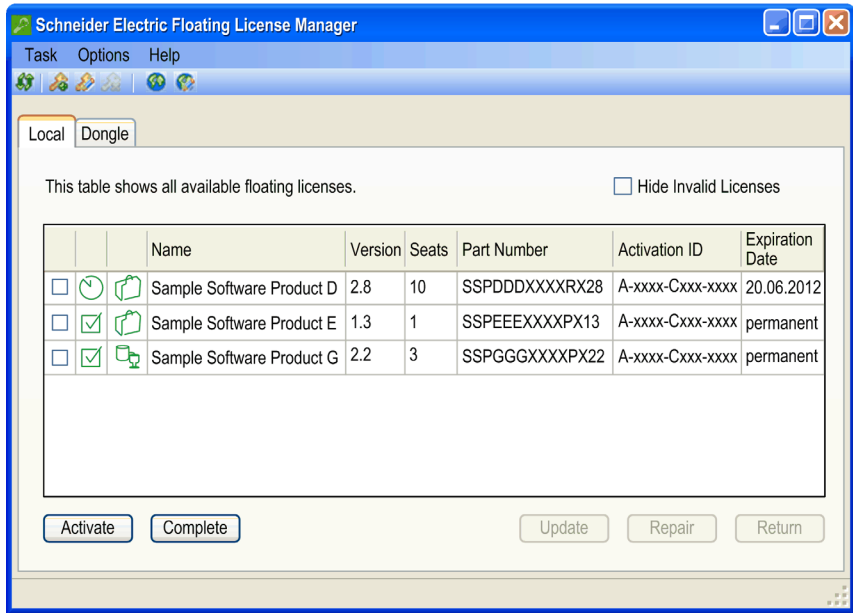 Schneider Electric Floating License Manager
Task Options Help
Local Dongle
This table shows all available floating licenses. Hide Invalid Licenses
Name Version Seats Part Number Activation ID Expiration Date
Sample Software Product D 2.8 10 SSPDDDXXXXRX28 A-xxxx-Cxxx-xxxx 20.06.2012
Sample Software Product E 1.3 1 SSPEEEXXXXPX13 A-xxxx-Cxxx-xxxx permanent
Sample Software Product G 2.2 3 SSPGGGXXXXPX22 A-xxxx-Cxxx-xxxx permanent
Activate Complete Update Repair Return